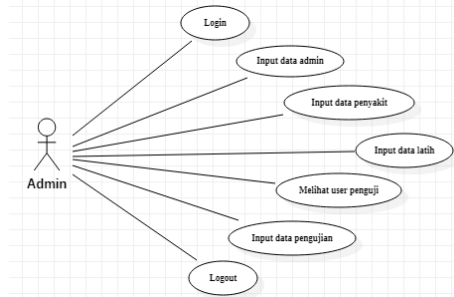 Login
Input data admin
Input data penyakit
Input data latih
Admin
Melihat user penguji
Input data pengujian
Logout